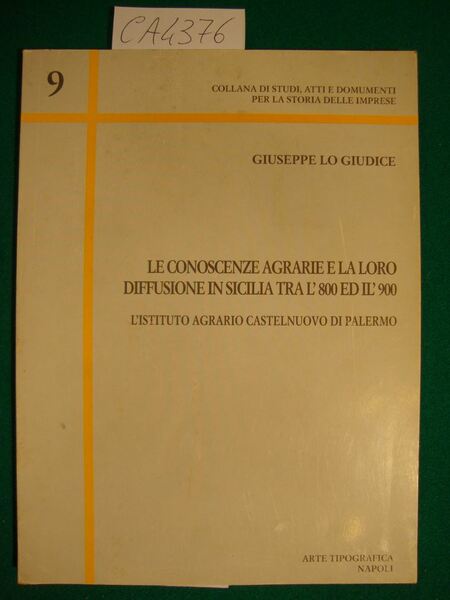 CA4376
9
COLLANA DI STUDI, ATTI E DOMUMENTI
PER LA STORIA DELLE IMPRESE
GIUSEPPE LO GIUDICE
LE CONOSCENZE AGRARIE E LA LORO
DIFFUSIONE IN SICILIA TRA L' 800 ED IL' 900
L'ISTITUTO AGRARIO CASTELNUOVO DI PALERMO
ARTE TIPOGRAFICA
NAPOLI